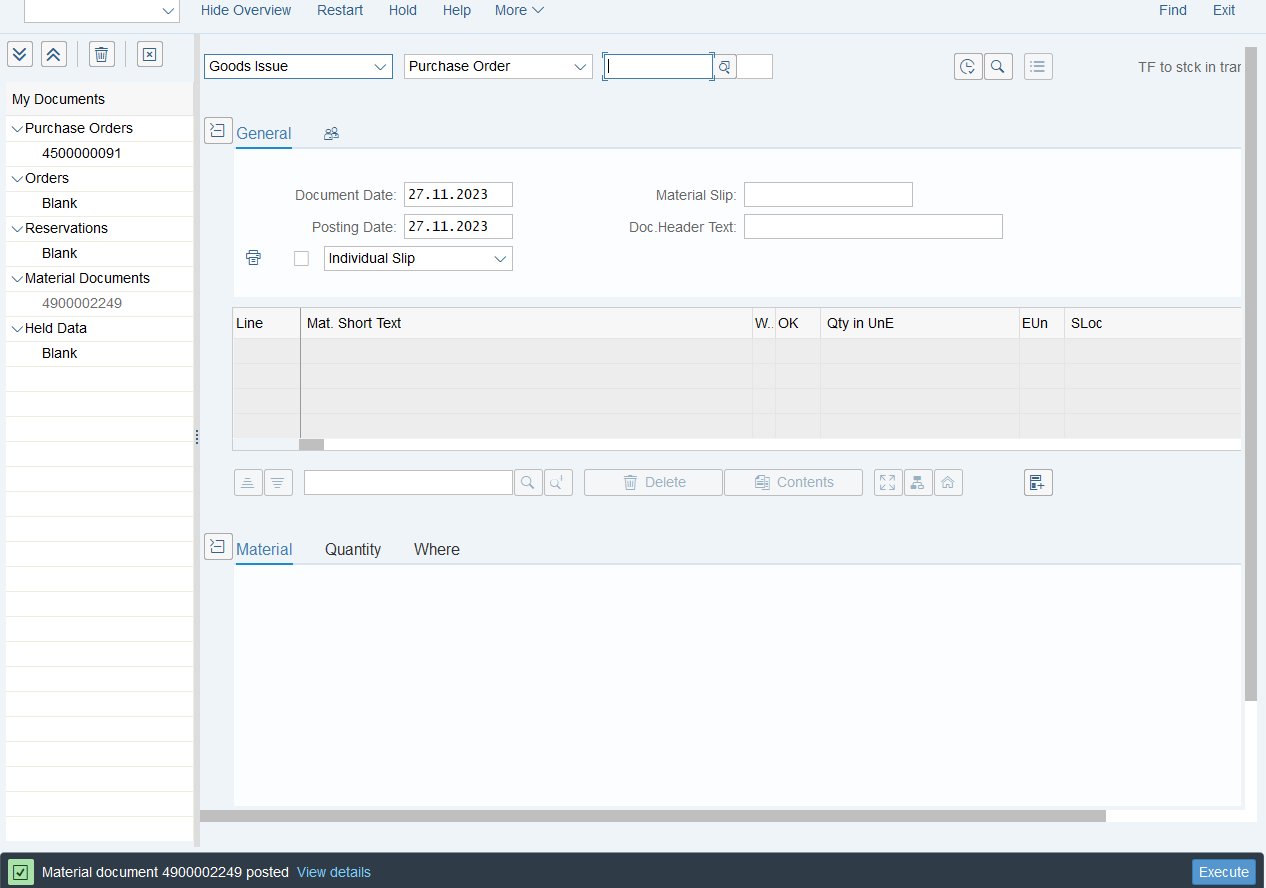 Hide Overview Restart Hold Help More Find Exit
Goods Issue Purchase Order TF to stck in trar
My Documents
Purchase Orders
4500000091
Orders
Blank
Reservations
Blank
Material Documents
4900002249
Held Data
Blank
General
Document Date: 27.11.2023 Material Slip:
Posting Date: 27.11.2023 Doc.Header Text:
Individual Slip
Line Mat. Short Text W.. OK Qty in UnE EUn SLoc
Delete Contents
Material Quantity Where
Material document 4900002249 posted View details Execute